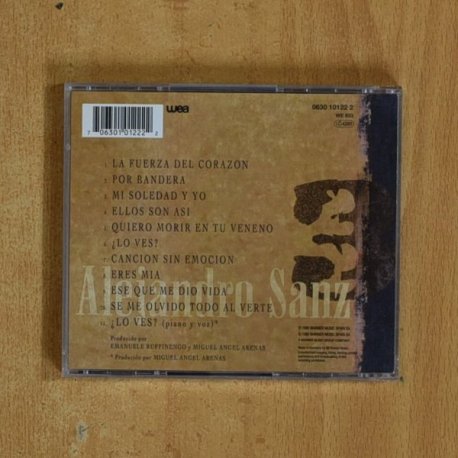 wea
0630 10122 2
7 06301 01222 2
1. LA FUERZA DEL CORAZON
2. POR BANDERA
3. MI SOLEDAD Y YO
4. ELLOS SON ASI
5. QUIERO MORIR EN TU VENENO
6. ¿LO VES?
7. CANCION SIN EMOCION
8. ERES MIA
9. ESE QUE ME DIO VIDA
10. SE ME OLVIDO TODO AL VERTE
11. ¿LO VES? (piano y voz)*
Alejandro Sanz
Producido por
EMANUELE RUFFINENGO y MIGUEL ANGEL ARENAS
* Producido por MIGUEL ANGEL ARENAS